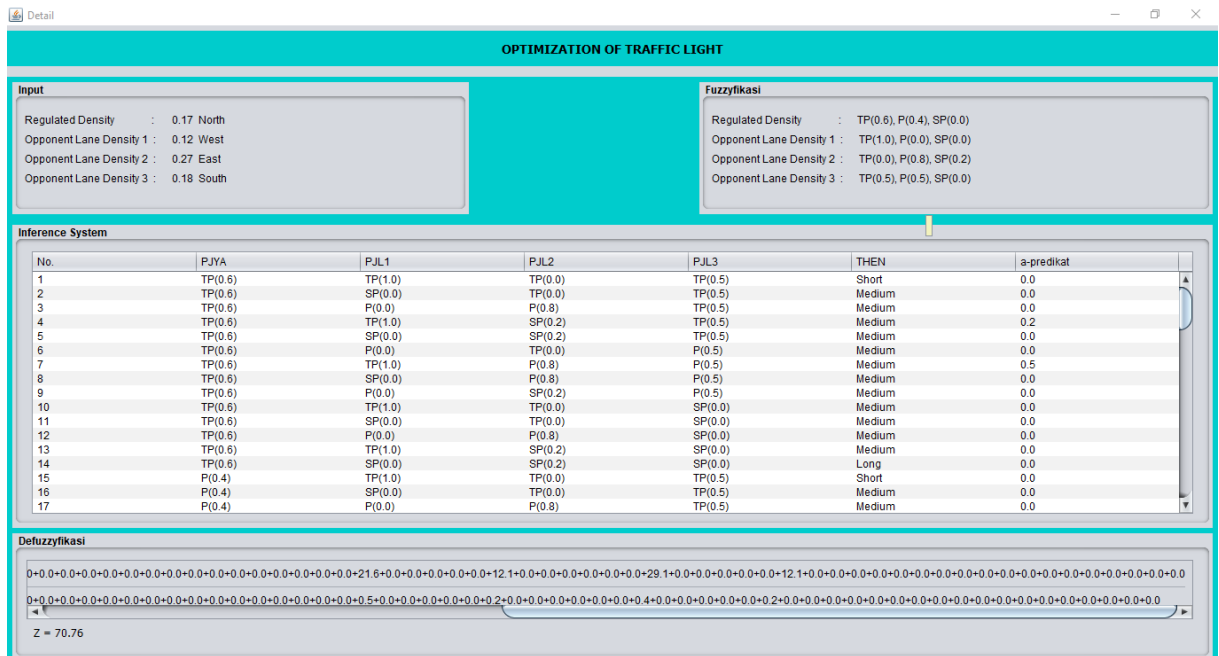 Detail
OPTIMIZATION OF TRAFFIC LIGHT
Input
Regulated Density : 0.17 North
Opponent Lane Density 1 : 0.12 West
Opponent Lane Density 2 : 0.27 East
Opponent Lane Density 3 : 0.18 South
Fuzzyfikasi
Regulated Density : TP(0.6), P(0.4), SP(0.0)
Opponent Lane Density 1 : TP(1.0), P(0.0), SP(0.0)
Opponent Lane Density 2 : TP(0.0), P(0.8), SP(0.2)
Opponent Lane Density 3 : TP(0.5), P(0.5), SP(0.0)
Inference System
No. PJYA PJL1 PJL2 PJL3 THEN a-predikat
1 TP(0.6) TP(1.0) TP(0.0) TP(0.5) Short 0.0
2 TP(0.6) SP(0.0) TP(0.0) TP(0.5) Medium 0.0
3 TP(0.6) P(0.0) P(0.8) TP(0.5) Medium 0.0
4 TP(0.6) TP(1.0) SP(0.2) TP(0.5) Medium 0.2
5 TP(0.6) SP(0.0) SP(0.2) TP(0.5) Medium 0.0
6 TP(0.6) P(0.0) TP(0.0) P(0.5) Medium 0.0
7 TP(0.6) TP(1.0) P(0.8) P(0.5) Medium 0.5
8 TP(0.6) SP(0.0) P(0.8) P(0.5) Medium 0.0
9 TP(0.6) P(0.0) SP(0.2) P(0.5) Medium 0.0
10 TP(0.6) TP(1.0) TP(0.0) SP(0.0) Medium 0.0
11 TP(0.6) SP(0.0) TP(0.0) SP(0.0) Medium 0.0
12 TP(0.6) P(0.0) P(0.8) SP(0.0) Medium 0.0
13 TP(0.6) TP(1.0) SP(0.2) SP(0.0) Medium 0.0
14 TP(0.6) SP(0.0) SP(0.2) SP(0.0) Long 0.0
15 P(0.4) TP(1.0) TP(0.0) TP(0.5) Short 0.0
16 P(0.4) SP(0.0) TP(0.0) TP(0.5) Medium 0.0
17 P(0.4) P(0.0) P(0.8) TP(0.5) Medium 0.0
Defuzzyfikasi
0+0.0+0.0+0.0+0.0+0.0+0.0+0.0+0.0+0.0+0.0+0.0+0.0+0.0+0.0+0.0+0.0+0.0+21.6+0.0+0.0+0.0+0.0+0.0+0.0+12.1+0.0+0.0+0.0+0.0+0.0+0.0+0.0+29.1+0.0+0.0+0.0+0.0+0.0+0.0+12.1+0.0+0.0+0.0+0.0+0.0+0.0+0.0+0.0+0.0+0.0+0.0+0.0+0.0+0.0+0.0+0.0+0.0+0.0
0+0.0+0.0+0.0+0.0+0.0+0.0+0.0+0.0+0.0+0.0+0.0+0.0+0.0+0.0+0.0+0.0+0.0+0.5+0.0+0.0+0.0+0.0+0.0+0.0+0.2+0.0+0.0+0.0+0.0+0.0+0.0+0.0+0.4+0.0+0.0+0.0+0.0+0.0+0.0+0.2+0.0+0.0+0.0+0.0+0.0+0.0+0.0+0.0+0.0+0.0+0.0+0.0+0.0+0.0+0.0+0.0+0.0+0.0
Z = 70.76